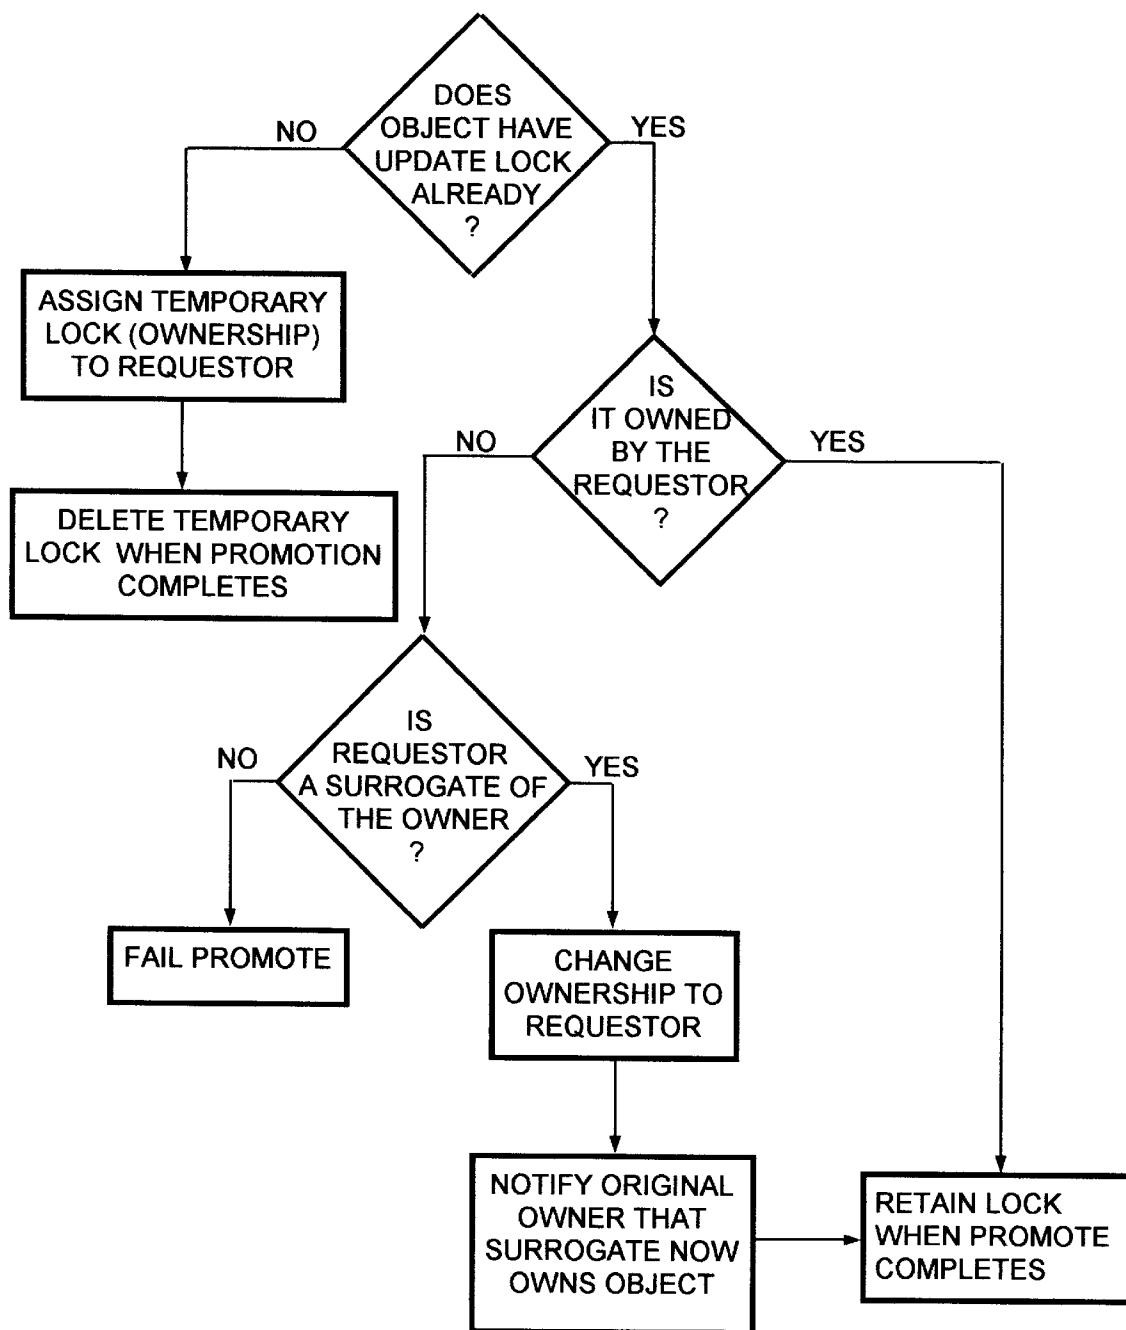 DOES
OBJECT HAVE
UPDATE LOCK
ALREADY
?
NO
YES
ASSIGN TEMPORARY
LOCK (OWNERSHIP)
TO REQUESTOR
DELETE TEMPORARY
LOCK WHEN PROMOTION
COMPLETES
IS
IT OWNED
BY THE
REQUESTOR
?
NO
YES
IS
REQUESTOR
A SURROGATE OF
THE OWNER
?
NO
YES
FAIL PROMOTE
CHANGE
OWNERSHIP TO
REQUESTOR
NOTIFY ORIGINAL
OWNER THAT
SURROGATE NOW
OWNS OBJECT
RETAIN LOCK
WHEN PROMOTE
COMPLETES